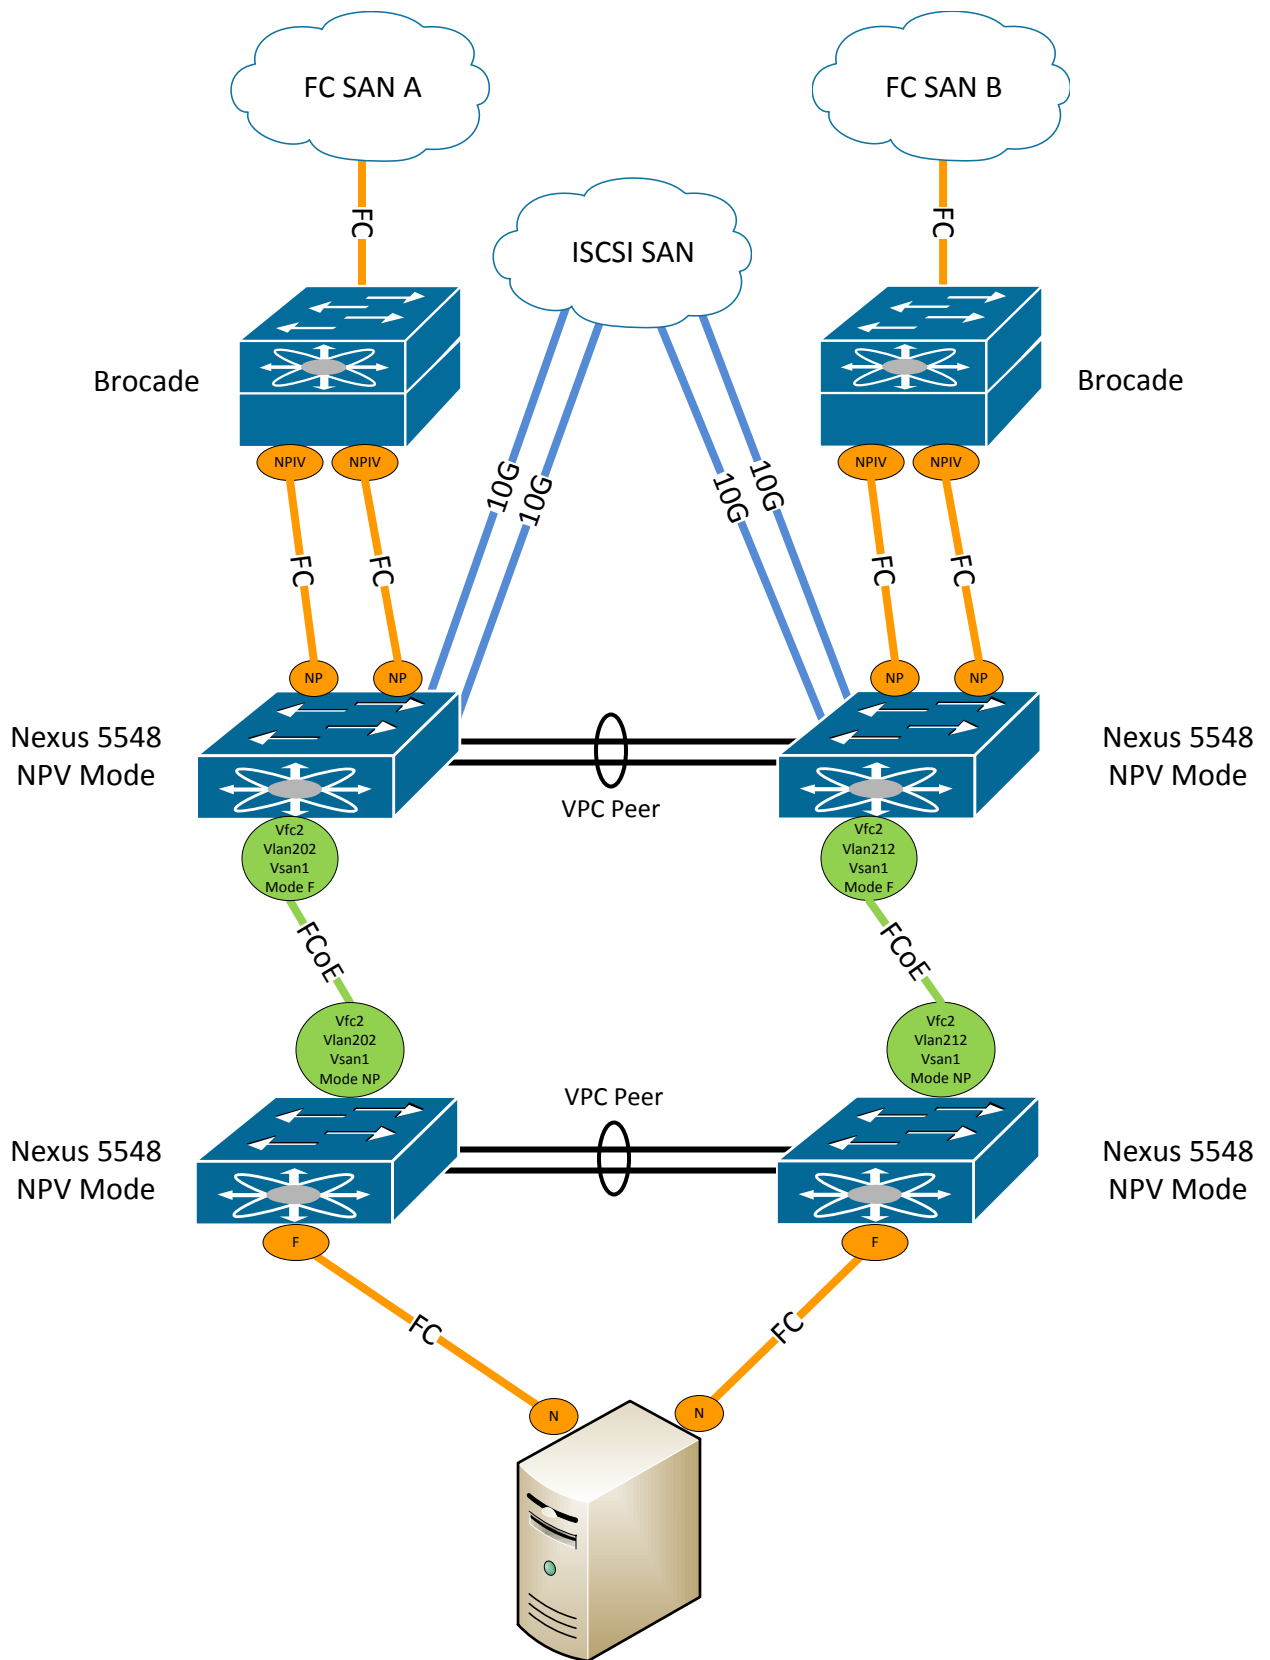 FC SAN A
FC SAN B
FC
FC
ISCSI SAN
Brocade
Brocade
NPIV
NPIV
NPIV
NPIV
10G
10G
10G
10G
FC
FC
FC
FC
NP
NP
NP
NP
Nexus 5548
NPV Mode
Nexus 5548
NPV Mode
VPC Peer
Vfc2
Vlan202
Vsan1
Mode F
Vfc2
Vlan212
Vsan1
Mode F
FCoE
FCoE
Vfc2
Vlan202
Vsan1
Mode NP
Vfc2
Vlan212
Vsan1
Mode NP
VPC Peer
Nexus 5548
NPV Mode
Nexus 5548
NPV Mode
F
F
FC
FC
N
N